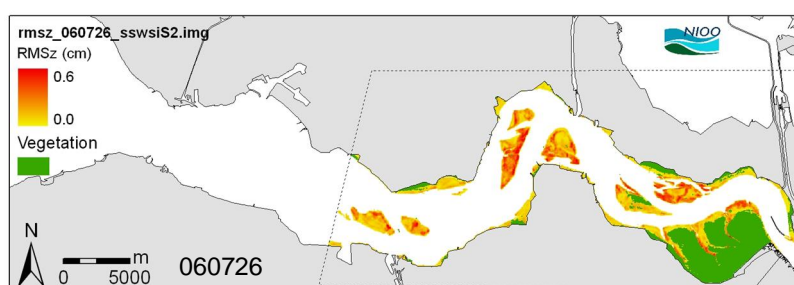 rmsz_060726_sswsiS2.img
RMSz (cm)
0.6
0.0
Vegetation
NIOO
N
m
0 5000
060726